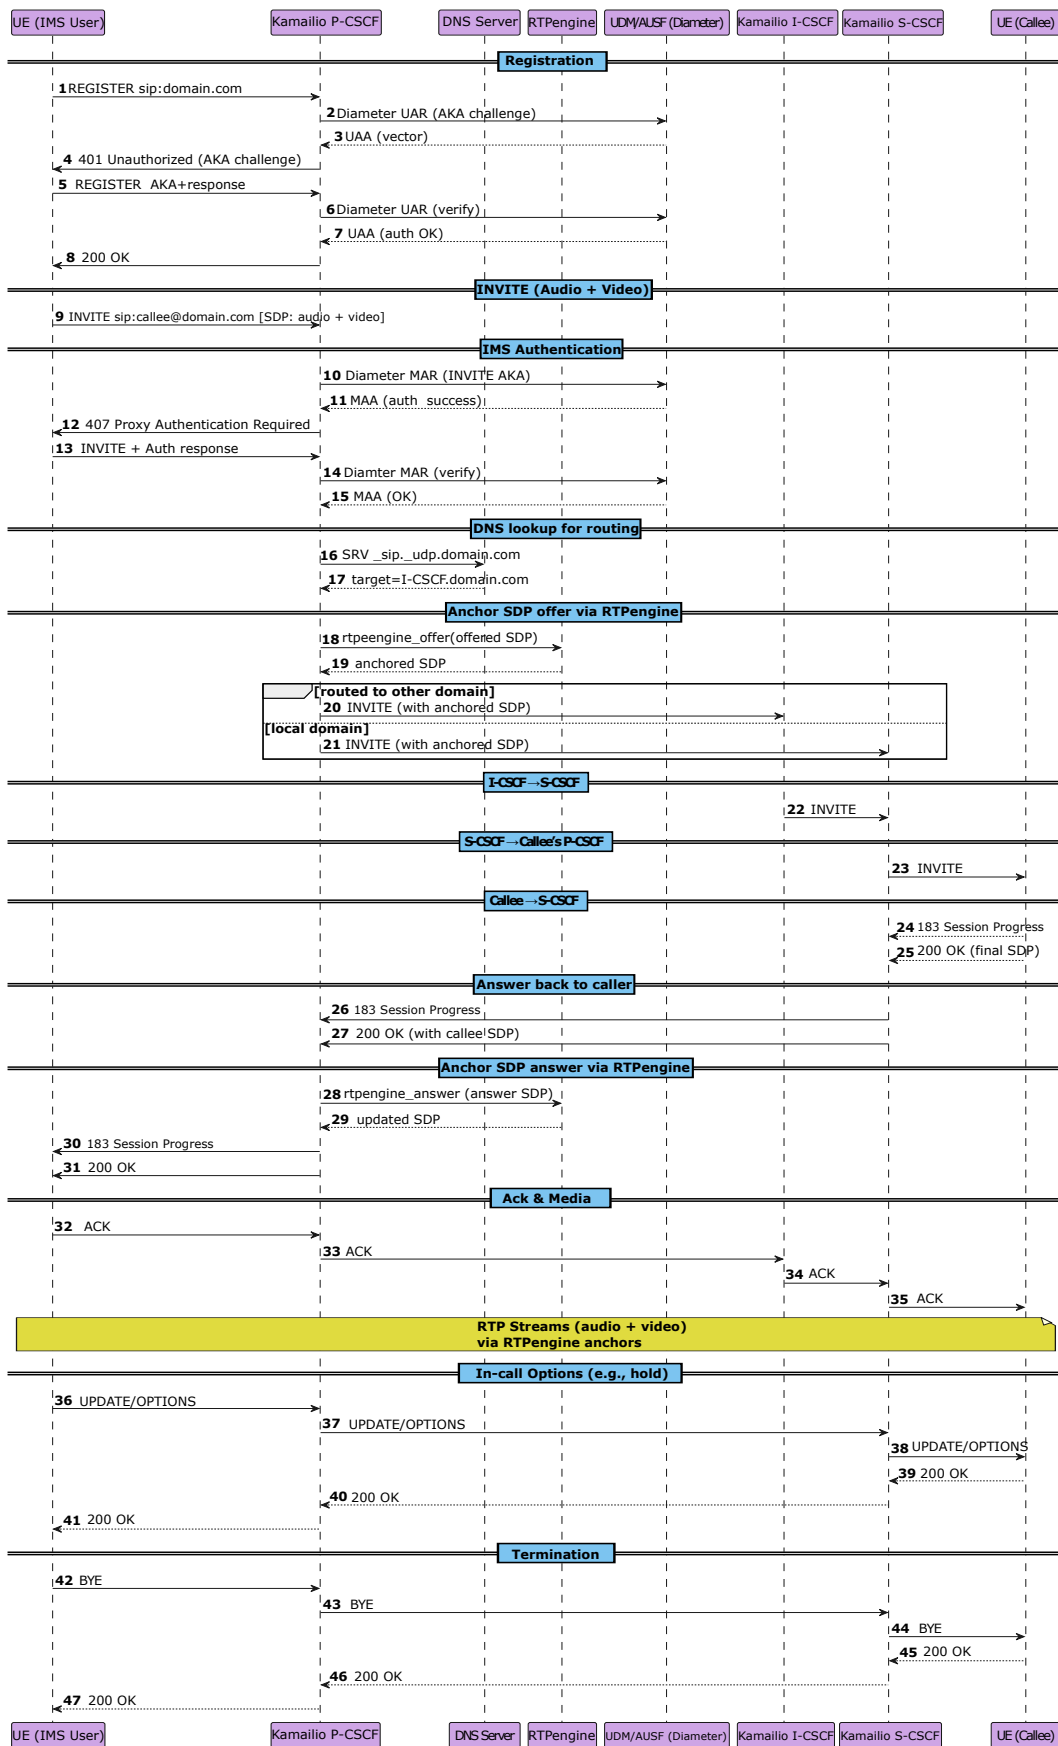 UE (IMS User)
Kamailio P-CSCF
DNS Server
RTPengine
UDM/AUSF (Diameter)
Kamailio I-CSCF
Kamailio S-CSCF
UE (Callee)
Registration
1 REGISTER sip:domain.com
2 Diameter UAR (AKA challenge)
3 UAA (vector)
4 401 Unauthorized (AKA challenge)
5 REGISTER AKA+response
6 Diameter UAR (verify)
7 UAA (auth OK)
8 200 OK
INVITE (Audio + Video)
9 INVITE sip:callee@domain.com [SDP: audio + video]
IMS Authentication
10 Diameter MAR (INVITE AKA)
11 MAA (auth success)
12 407 Proxy Authentication Required
13 INVITE + Auth response
14 Diamter MAR (verify)
15 MAA (OK)
DNS lookup for routing
16 SRV _sip._udp.domain.com
17 target=I-CSCF.domain.com
Anchor SDP offer via RTPengine
18 rtpeengine_offer(offered SDP)
19 anchored SDP
[routed to other domain]
20 INVITE (with anchored SDP)
[local domain]
21 INVITE (with anchored SDP)
I-CSCF→S-CSCF
22 INVITE
S-CSCF→Callee's P-CSCF
23 INVITE
Callee→S-CSCF
24 183 Session Progress
25 200 OK (final SDP)
Answer back to caller
26 183 Session Progress
27 200 OK (with callee SDP)
Anchor SDP answer via RTPengine
28 rtpengine_answer (answer SDP)
29 updated SDP
30 183 Session Progress
31 200 OK
Ack & Media
32 ACK
33 ACK
34 ACK
35 ACK
RTP Streams (audio + video)
via RTPengine anchors
In-call Options (e.g., hold)
36 UPDATE/OPTIONS
37 UPDATE/OPTIONS
38 UPDATE/OPTIONS
39 200 OK
40 200 OK
41 200 OK
Termination
42 BYE
43 BYE
44 BYE
45 200 OK
46 200 OK
47 200 OK
UE (IMS User)
Kamailio P-CSCF
DNS Server
RTPengine
UDM/AUSF (Diameter)
Kamailio I-CSCF
Kamailio S-CSCF
UE (Callee)